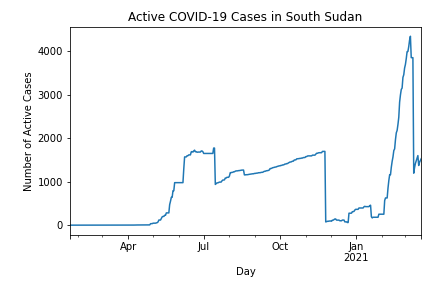 Active COVID-19 Cases in South Sudan
Number of Active Cases
4000
3000
2000
1000
0
Apr
Jul
Oct
Jan
2021
Day